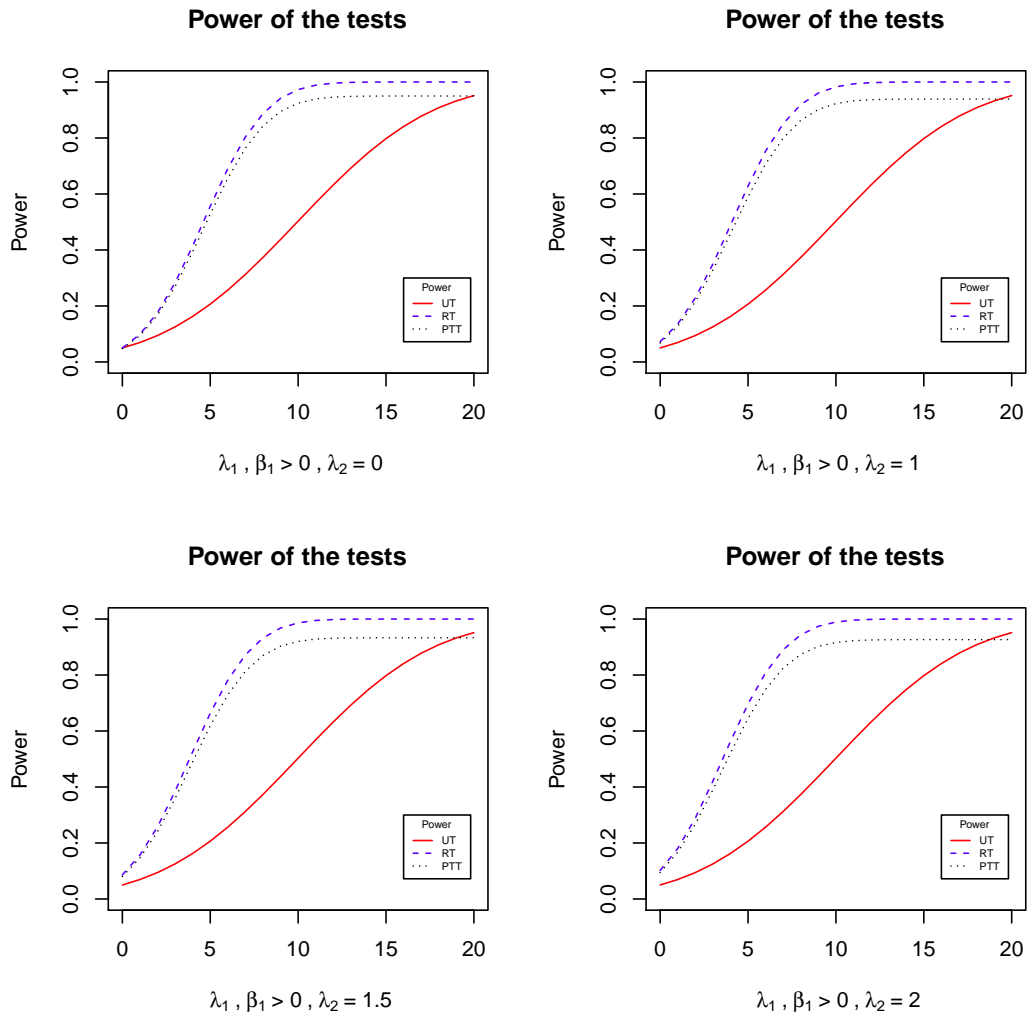 Power of the tests
Power
1.0
0.8
0.6
0.4
0.2
0.0
Power
UT
RT
PTT
0 5 10 15 20
λ₁ , β₁ > 0 , λ₂ = 0
Power of the tests
Power
1.0
0.8
0.6
0.4
0.2
0.0
Power
UT
RT
PTT
0 5 10 15 20
λ₁ , β₁ > 0 , λ₂ = 1
Power of the tests
Power
1.0
0.8
0.6
0.4
0.2
0.0
Power
UT
RT
PTT
0 5 10 15 20
λ₁ , β₁ > 0 , λ₂ = 1.5
Power of the tests
Power
1.0
0.8
0.6
0.4
0.2
0.0
Power
UT
RT
PTT
0 5 10 15 20
λ₁ , β₁ > 0 , λ₂ = 2